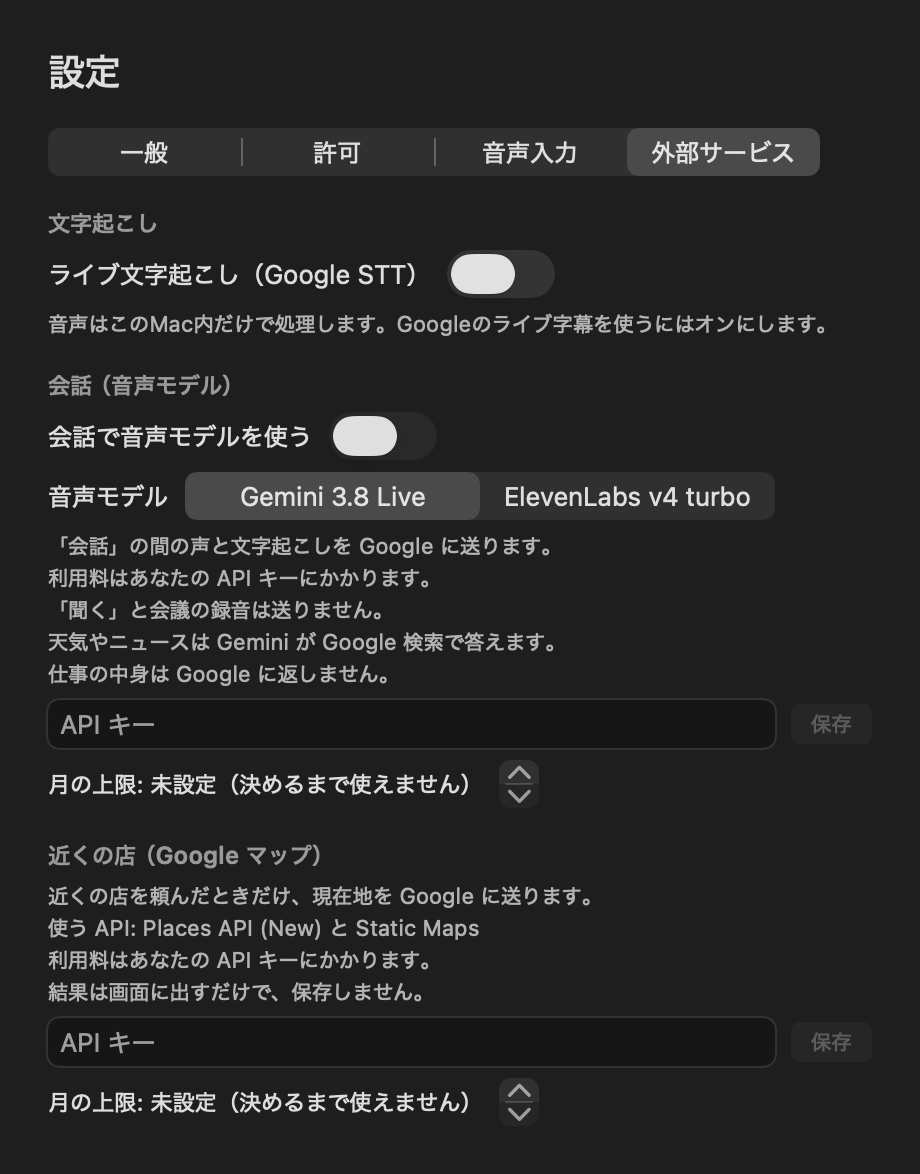 設定
一般
許可
音声入力
外部サービス
文字起こし
ライブ文字起こし（Google STT）
音声はこのMac内だけで処理します。Googleのライブ字幕を使うにはオンにします。
会話（音声モデル）
会話で音声モデルを使う
音声モデル
Gemini 3.8 Live
ElevenLabs v4 turbo
「会話」の間の声と文字起こしを Google に送ります。
利用料はあなたの API キーにかかります。
「聞く」と会議の録音は送りません。
天気やニュースは Gemini が Google 検索で答えます。
仕事の中身は Google に返しません。
API キー
保存
月の上限: 未設定（決めるまで使えません）
近くの店（Google マップ）
近くの店を頼んだときだけ、現在地を Google に送ります。
使う API: Places API (New) と Static Maps
利用料はあなたの API キーにかかります。
結果は画面に出すだけで、保存しません。
API キー
保存
月の上限: 未設定（決めるまで使えません）